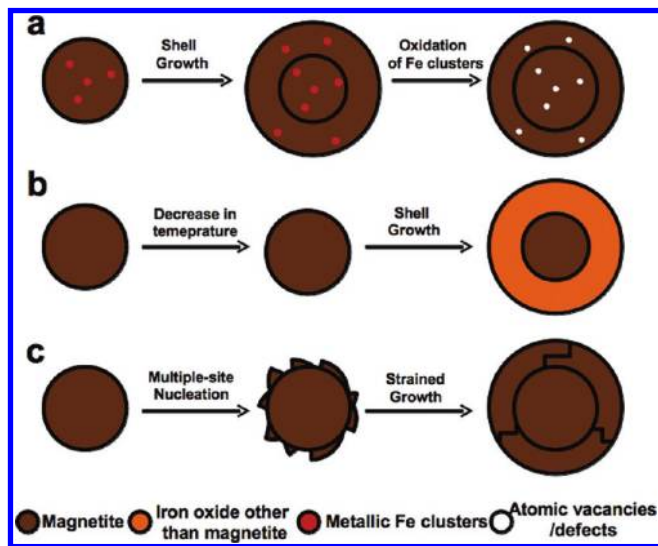 a
Shell
Growth
Oxidation
of Fe clusters
b
Decrease in
temeprature
Shell
Growth
c
Multiple-site
Nucleation
Strained
Growth
Magnetite
Iron oxide other
than magnetite
Metallic Fe clusters
Atomic vacancies
/defects